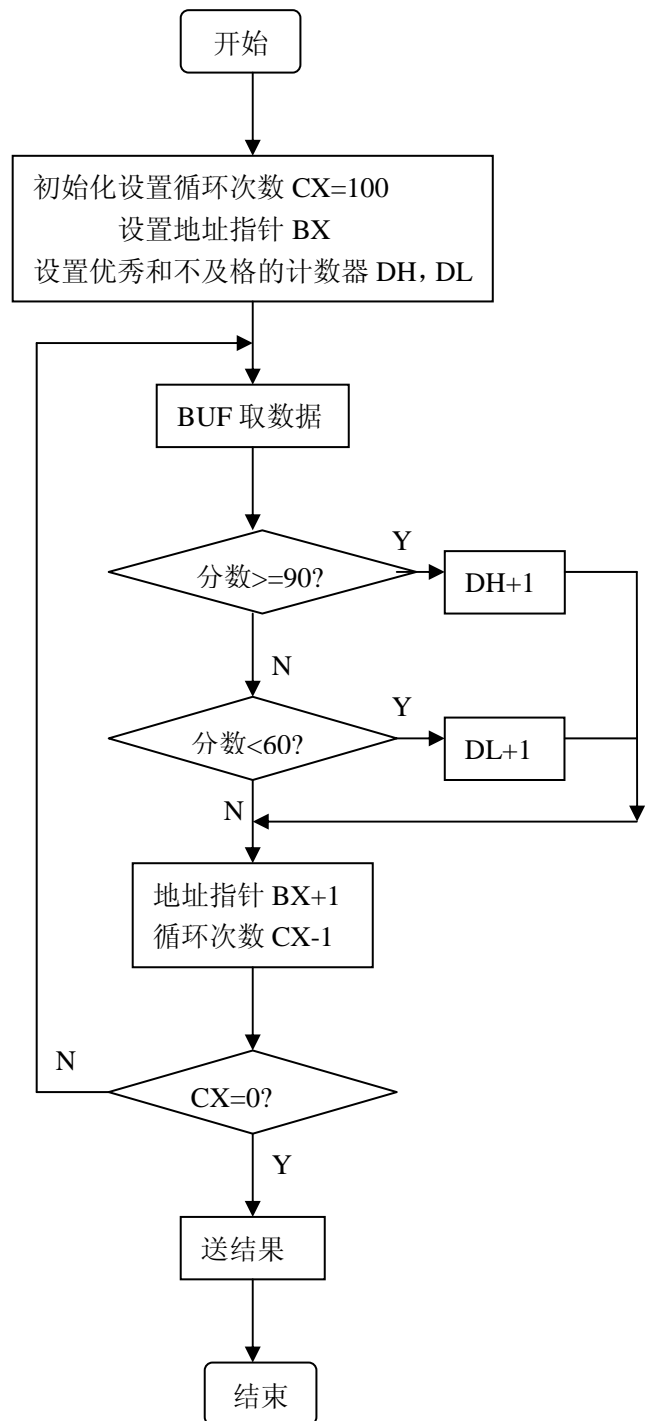 开始
初始化设置循环次数 CX=100
设置地址指针 BX
设置优秀和不及格的计数器 DH，DL
BUF 取数据
分数>=90?
Y
DH+1
N
分数<60?
Y
DL+1
N
地址指针 BX+1
循环次数 CX-1
CX=0?
N
Y
送结果
结束